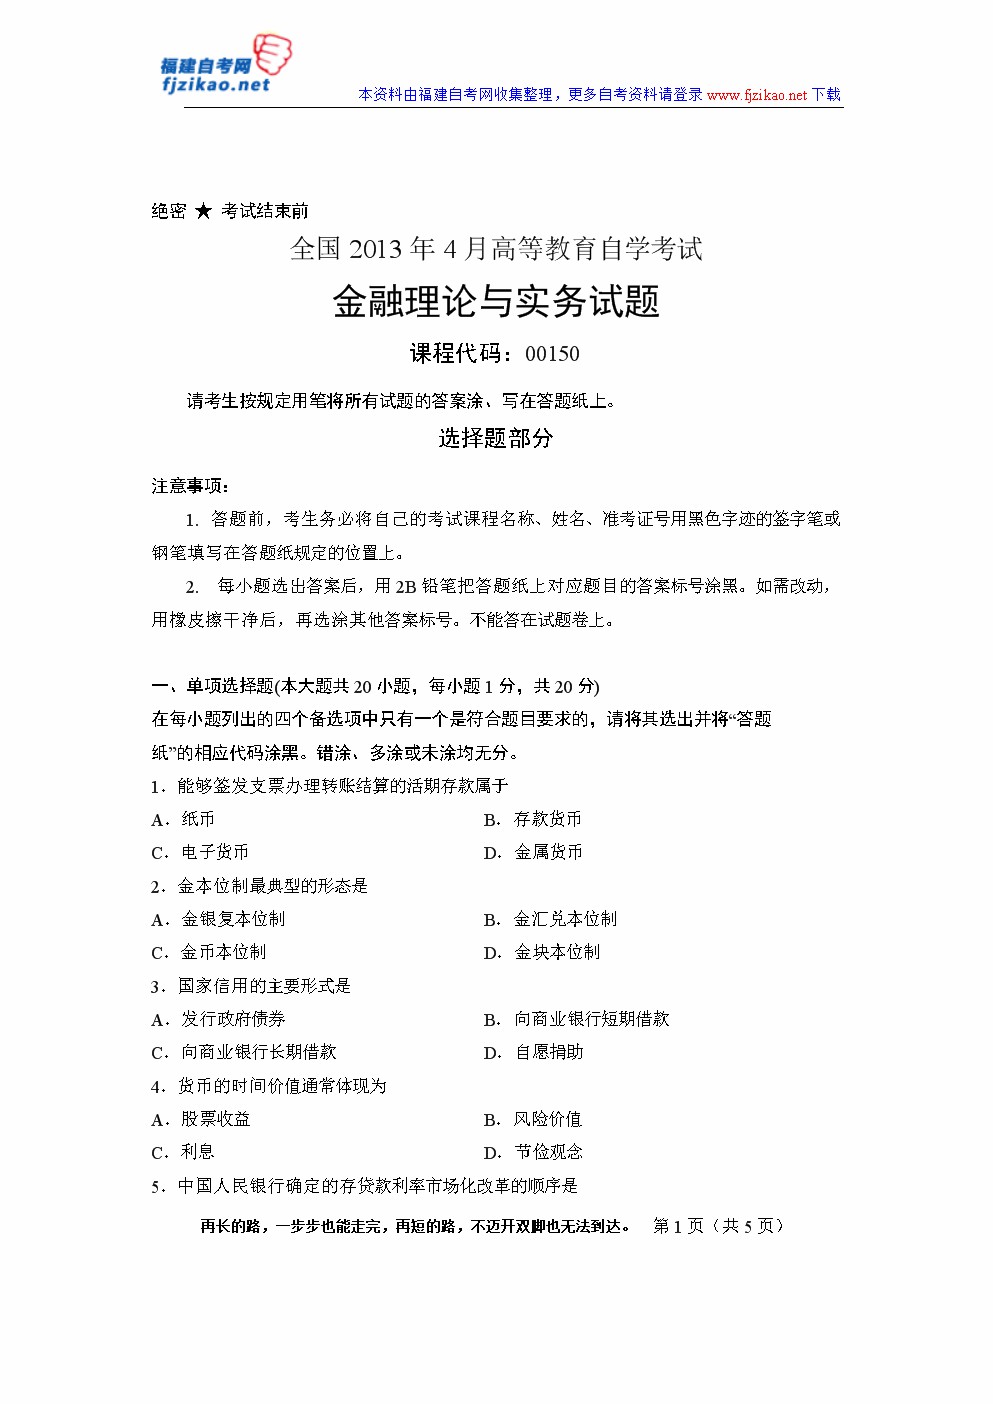 福建自考网
fjzikao.net
本资料由福建自考网收集整理，更多自考资料请登录 www.fjzikao.net 下载
绝密 ★ 考试结束前
全国 2013 年 4 月高等教育自学考试
金融理论与实务试题
课程代码：00150
请考生按规定用笔将所有试题的答案涂、写在答题纸上。
选择题部分
注意事项：
1. 答题前，考生务必将自己的考试课程名称、姓名、准考证号用黑色字迹的签字笔或
钢笔填写在答题纸规定的位置上。
2. 每小题选出答案后，用 2B 铅笔把答题纸上对应题目的答案标号涂黑。如需改动，
用橡皮擦干净后，再选涂其他答案标号。不能答在试题卷上。
一、单项选择题(本大题共 20 小题，每小题 1 分，共 20 分)
在每小题列出的四个备选项中只有一个是符合题目要求的，请将其选出并将“答题
纸”的相应代码涂黑。错涂、多涂或未涂均无分。
1．能够签发支票办理转账结算的活期存款属于
A．纸币 B．存款货币
C．电子货币 D．金属货币
2．金本位制最典型的形态是
A．金银复本位制 B．金汇兑本位制
C．金币本位制 D．金块本位制
3．国家信用的主要形式是
A．发行政府债券 B．向商业银行短期借款
C．向商业银行长期借款 D．自愿捐助
4．货币的时间价值通常体现为
A．股票收益 B．风险价值
C．利息 D．节俭观念
5．中国人民银行确定的存贷款利率市场化改革的顺序是
再长的路，一步步也能走完，再短的路，不迈开双脚也无法到达。 第 1 页（共 5 页）